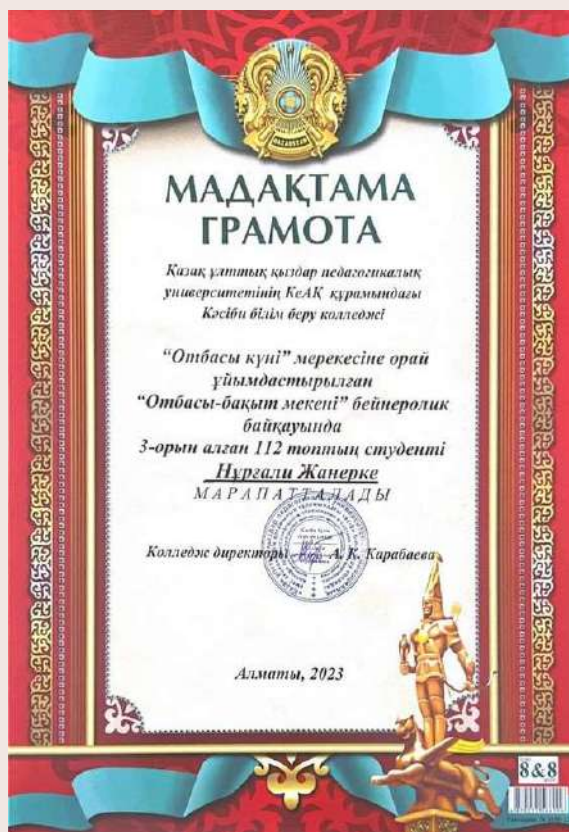 QAZAQSTAN
МАДАҚТАМА
ГРАМОТА
Қазақ ұлттық қыздар педагогикалық
университетінің КеАҚ құрамындағы
Кәсіби білім беру колледжі
“Отбасы күні” мерекесіне орай
ұйымдастырылған
“Отбасы-бақыт мекені” бейнеролик
байқауында
3-орын алған 112 топтың студенті
Нұрғали Жанерке
МАРАПАТТАЛАДЫ
Колледж директоры А. К. Карабаева
Алматы, 2023
8&8